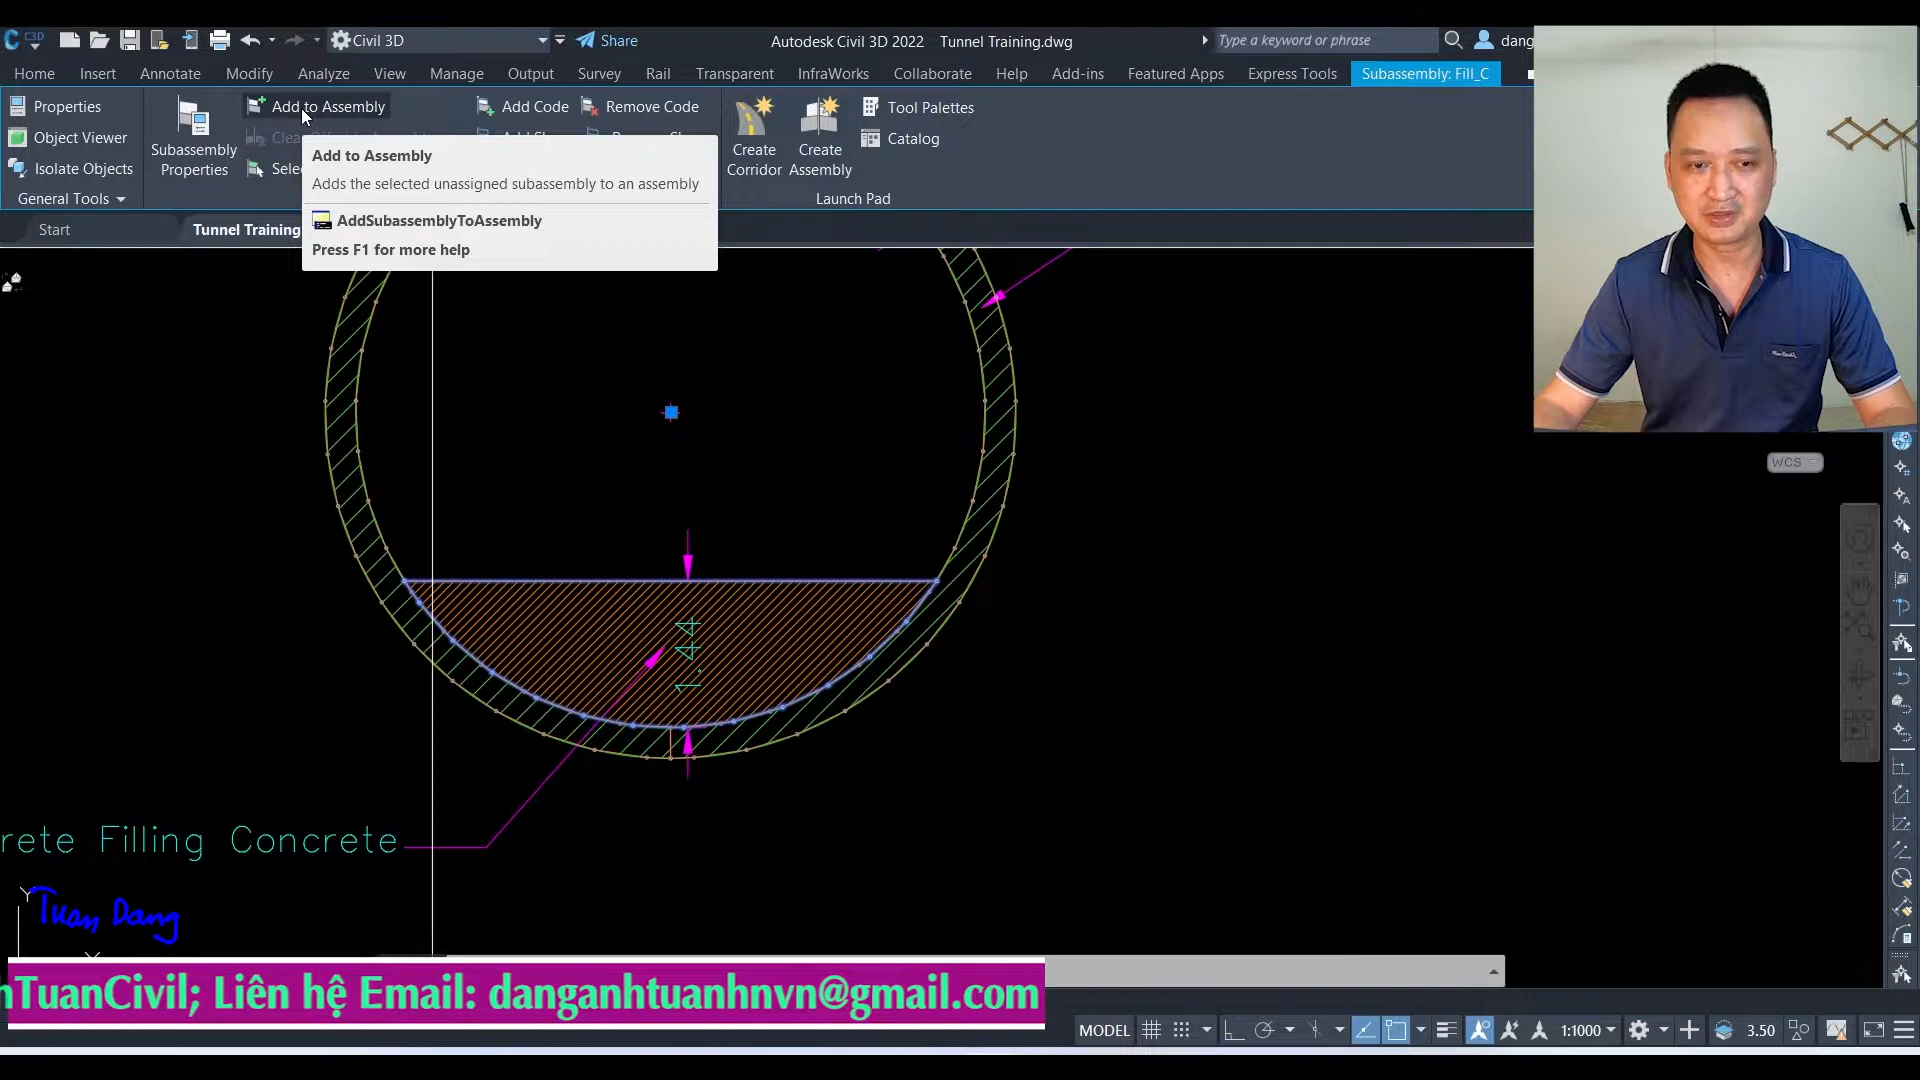 C3D
Civil 3D
Share
Autodesk Civil 3D 2022 Tunnel Training.dwg
Type a keyword or phrase
dang
Home Insert Annotate Modify Analyze View Manage Output Survey Rail Transparent InfraWorks Collaborate Help Add-ins Featured Apps Express Tools Subassembly: Fill_C
Properties
Object Viewer
Isolate Objects
General Tools
Subassembly
Properties
Add to Assembly
Clea
Sele
Add Code Remove Code
Create
Corridor
Create
Assembly
Tool Palettes
Catalog
Launch Pad
Add to Assembly
Adds the selected unassigned subassembly to an assembly
AddSubassemblyToAssembly
Press F1 for more help
Start Tunnel Training
WCS
1.44
rete Filling Concrete
Y
Tuan Dang
nTuanCivil; Liên hệ Email: danganhtuanhnvn@gmail.com
MODEL 1:1000 3.50